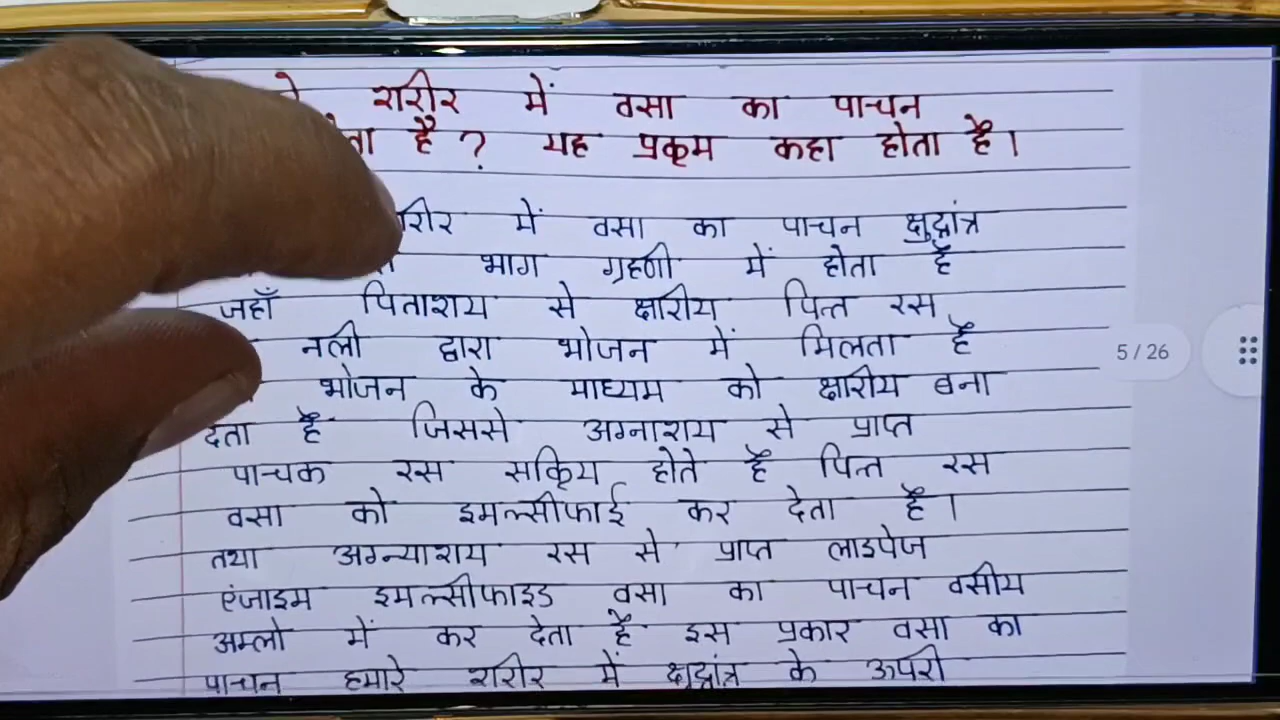 शरीर में वसा का पाचन
है ? यह प्रक्रम कहा होता है।
में वसा का पाचन क्षुद्रांत्र
भाग ग्रहणी में होता है
जहाँ पिताशय से क्षारीय पित्त रस
नली द्वारा भोजन में मिलता है
भोजन के माध्यम को क्षारीय बना
देता है जिससे अग्नाशय से प्राप्त
पाचक रस सक्रिय होते है पित्त रस
वसा को इमल्सीफाई कर देता है।
तथा अग्न्याशय रस से प्राप्त लाइपेज
एंजाइम इमल्सीफाइड वसा का पाचन वसीय
अम्लो में कर देता है इस प्रकार वसा का
पाचन हमारे शरीर में क्षुद्रांत्र के ऊपरी
5/26